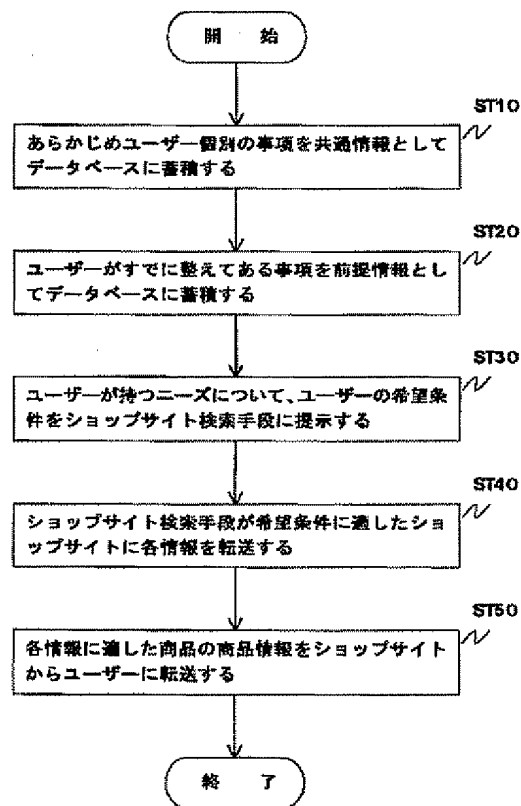 開 始
ST10
あらかじめユーザー個別の事項を共通情報として
データベースに蓄積する
ST20
ユーザーがすでに整えてある事項を前提情報とし
てデータベースに蓄積する
ST30
ユーザーが持つニーズについて、ユーザーの希望条
件をショップサイト検索手段に提示する
ST40
ショップサイト検索手段が希望条件に適したショ
ップサイトに各情報を転送する
ST50
各情報に適した商品の商品情報をショップサイト
からユーザーに転送する
終 了